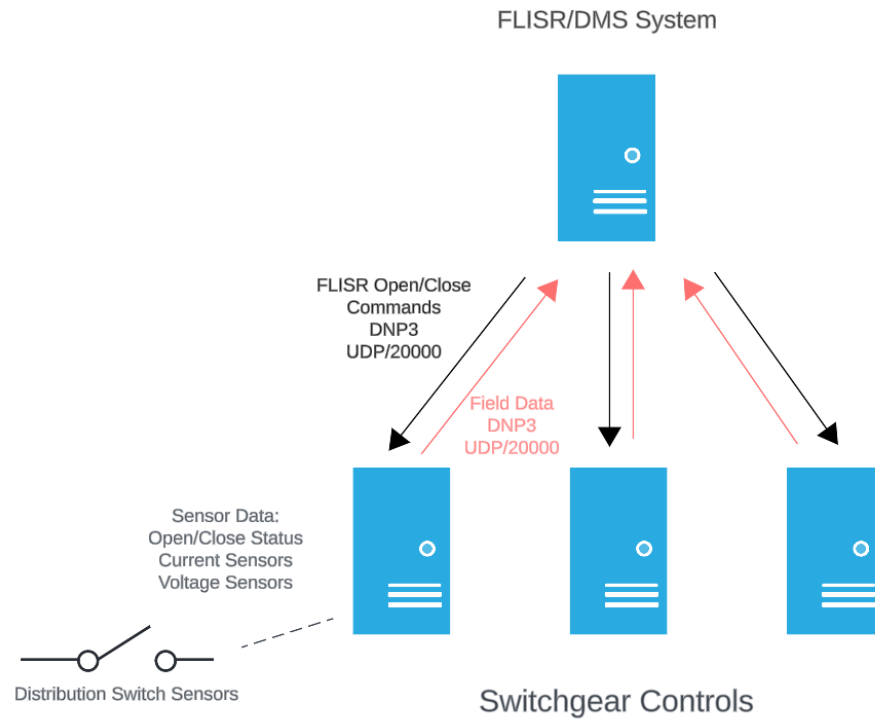 FLISR/DMS System
FLISR Open/Close
Commands
DNP3
UDP/20000
Field Data
DNP3
UDP/20000
Sensor Data:
Open/Close Status
Current Sensors
Voltage Sensors
Distribution Switch Sensors
Switchgear Controls